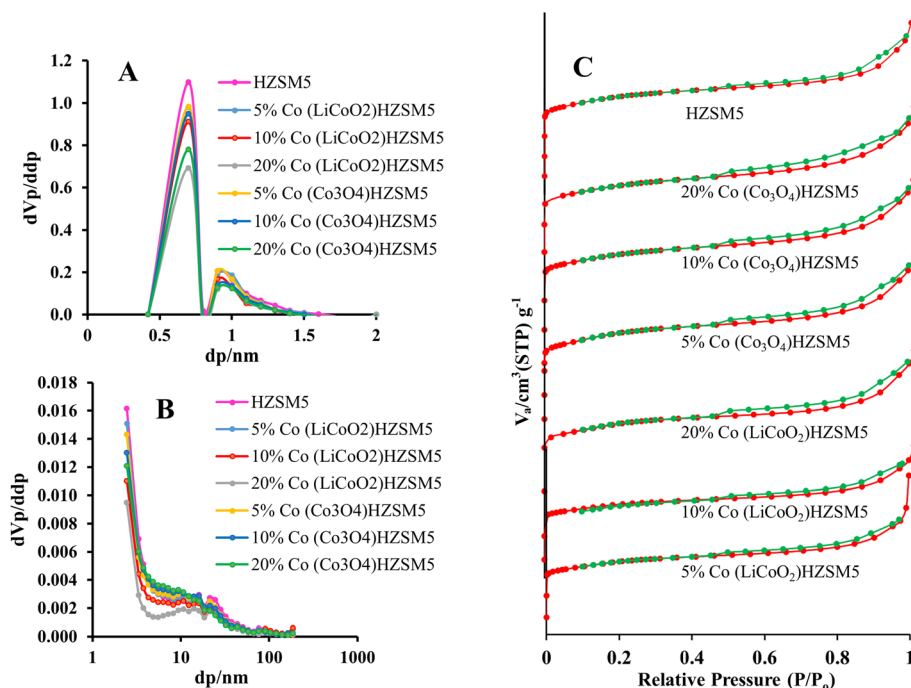 A
1.2
1.0
0.8
0.6
0.4
0.2
0.0
dVp/ddp
0
0.5
1
1.5
2
dp/nm
HZSM5
5% Co (LiCoO2)HZSM5
10% Co (LiCoO2)HZSM5
20% Co (LiCoO2)HZSM5
5% Co (Co3O4)HZSM5
10% Co (Co3O4)HZSM5
20% Co (Co3O4)HZSM5
B
0.018
0.016
0.014
0.012
0.010
0.008
0.006
0.004
0.002
0.000
dVp/ddp
1
10
100
1000
dp/nm
HZSM5
5% Co (LiCoO2)HZSM5
10% Co (LiCoO2)HZSM5
20% Co (LiCoO2)HZSM5
5% Co (Co3O4)HZSM5
10% Co (Co3O4)HZSM5
20% Co (Co3O4)HZSM5
C
Vₐ/cm³(STP) g⁻¹
HZSM5
20% Co (Co₃O₄)HZSM5
10% Co (Co₃O₄)HZSM5
5% Co (Co₃O₄)HZSM5
20% Co (LiCoO₂)HZSM5
10% Co (LiCoO₂)HZSM5
5% Co (LiCoO₂)HZSM5
0
0.2
0.4
0.6
0.8
1
Relative Pressure (P/Pₒ)